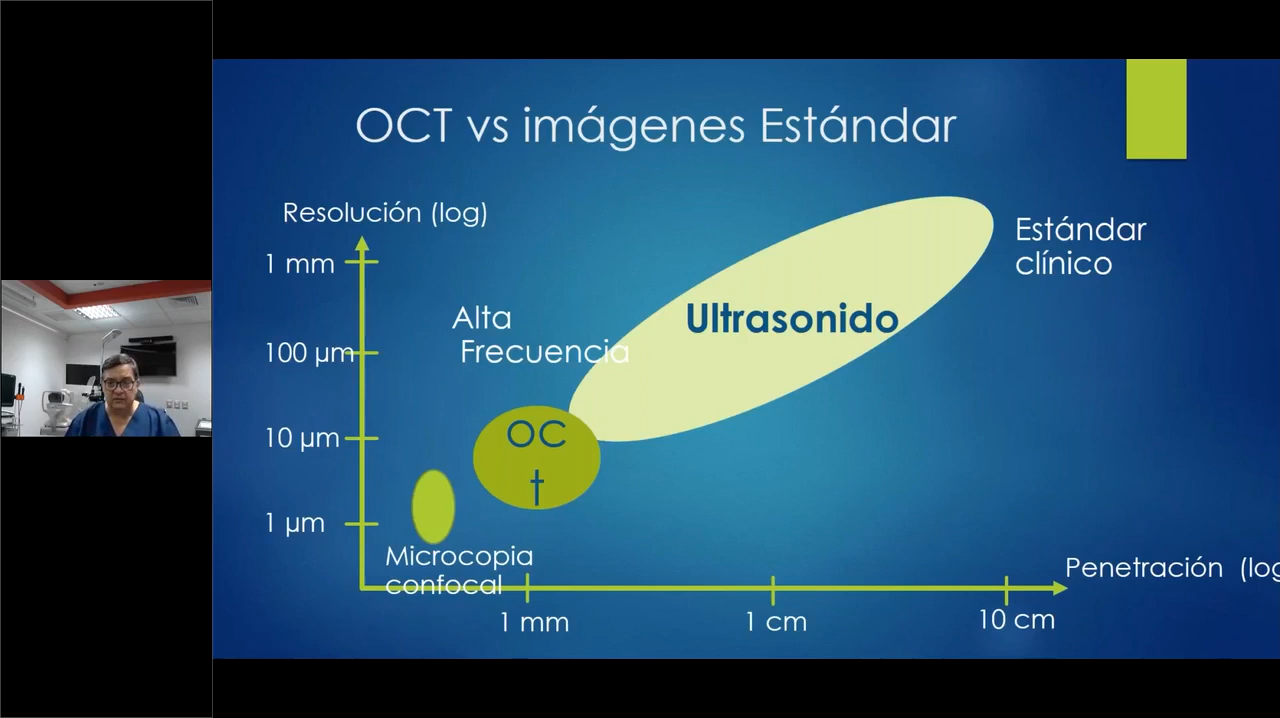 OCT vs imágenes Estándar
Resolución (log)
1 mm
100 µm
10 µm
1 µm
Alta
Frecuencia
Ultrasonido
Estándar
clínico
OC
t
Microcopia
confocal
Penetración (log
1 mm
1 cm
10 cm